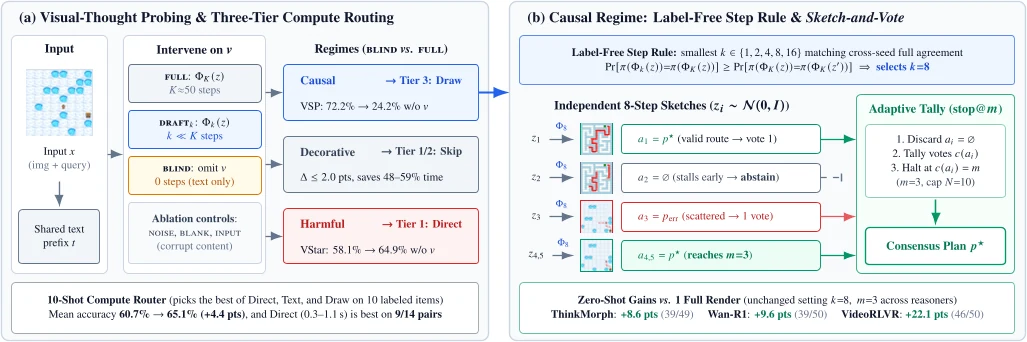 (a) Visual-Thought Probing & Three-Tier Compute Routing
Input
Input x
(img + query)
Shared text
prefix t
Intervene on v
FULL: Φ_K(z)
K≈50 steps
DRAFT_k: Φ_k(z)
k ≪ K steps
BLIND: omit v
0 steps (text only)
Ablation controls:
NOISE, BLANK, INPUT
(corrupt content)
Regimes (BLIND vs. FULL)
Causal → Tier 3: Draw
VSP: 72.2% → 24.2% w/o v
Decorative → Tier 1/2: Skip
Δ ≤ 2.0 pts, saves 48–59% time
Harmful → Tier 1: Direct
VStar: 58.1% → 64.9% w/o v
10-Shot Compute Router (picks the best of Direct, Text, and Draw on 10 labeled items)
Mean accuracy 60.7% → 65.1% (+4.4 pts), and Direct (0.3–1.1 s) is best on 9/14 pairs
(b) Causal Regime: Label-Free Step Rule & Sketch-and-Vote
Label-Free Step Rule: smallest k ∈ {1, 2, 4, 8, 16} matching cross-seed full agreement
Pr[π(Φ_k(z))=π(Φ_K(z))] ≥ Pr[π(Φ_K(z))=π(Φ_K(z′))] ⇒ selects k=8
Independent 8-Step Sketches (z_i ∼ N(0, I))
z_1 Φ_8 a_1 = p⋆ (valid route → vote 1)
z_2 Φ_8 a_2 = ∅ (stalls early → abstain)
z_3 Φ_8 a_3 = p_err (scattered → 1 vote)
z_4,5 Φ_8 a_4,5 = p⋆ (reaches m=3)
Adaptive Tally (stop@m)
1. Discard a_i = ∅
2. Tally votes c(a_i)
3. Halt at c(a_i) = m
(m=3, cap N=10)
Consensus Plan p⋆
Zero-Shot Gains vs. 1 Full Render (unchanged setting k=8, m=3 across reasoners)
ThinkMorph: +8.6 pts (39/49) Wan-R1: +9.6 pts (39/50) VideoRLVR: +22.1 pts (46/50)